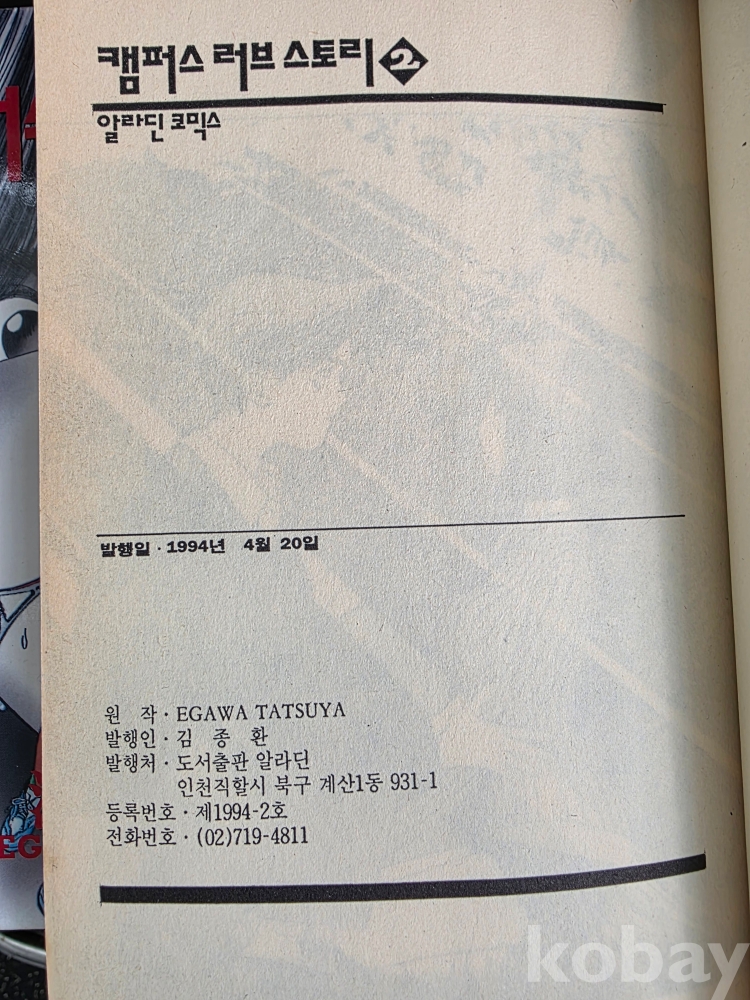 캠퍼스 러브 스토리 2
알라딘 코믹스
발행일 · 1994년 4월 20일
원 작 · EGAWA TATSUYA
발행인 · 김 종 환
발행처 · 도서출판 알라딘
인천직할시 북구 계산1동 931-1
등록번호 · 제1994-2호
전화번호 · (02)719-4811
EG
kobay